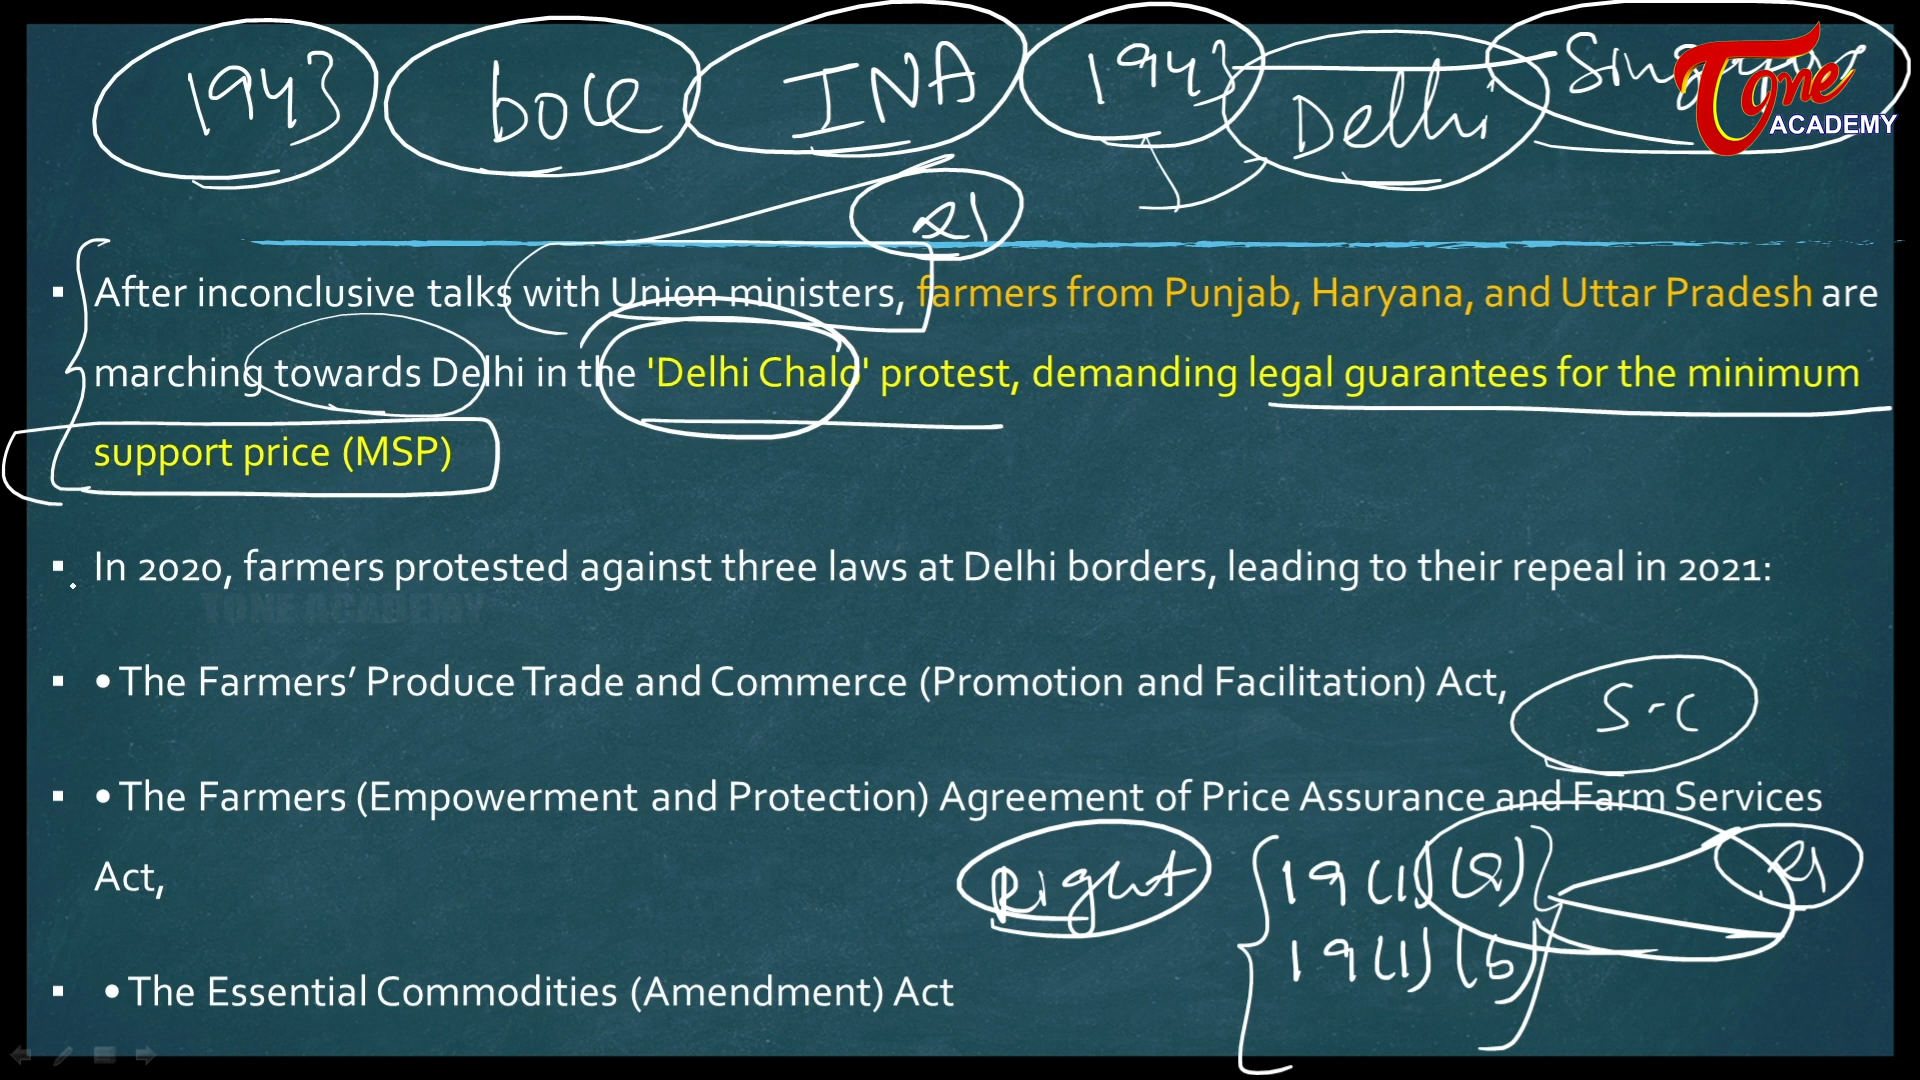 1943 bose INA 1943 Delhi
Tone
ACADEMY
After inconclusive talks with Union ministers, farmers from Punjab, Haryana, and Uttar Pradesh are
marching towards Delhi in the 'Delhi Chalo' protest, demanding legal guarantees for the minimum
support price (MSP)
In 2020, farmers protested against three laws at Delhi borders, leading to their repeal in 2021:
TONE ACADEMY
• The Farmers’ Produce Trade and Commerce (Promotion and Facilitation) Act,
S-C
• The Farmers (Empowerment and Protection) Agreement of Price Assurance and Farm Services
Act,
Right 19(1)(a)
19(1)(b)
• The Essential Commodities (Amendment) Act